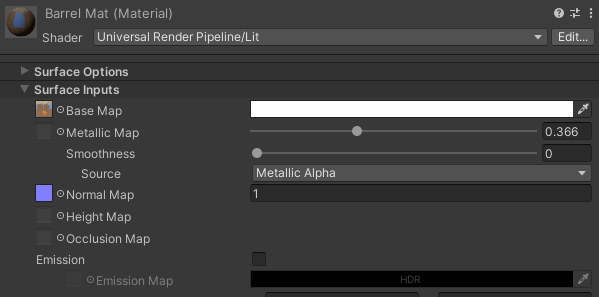 Barrel Mat (Material)
Shader Universal Render Pipeline/Lit Edit...
Surface Options
Surface Inputs
Base Map
Metallic Map 0.366
Smoothness 0
Source Metallic Alpha
Normal Map 1
Height Map
Occlusion Map
Emission
Emission Map HDR